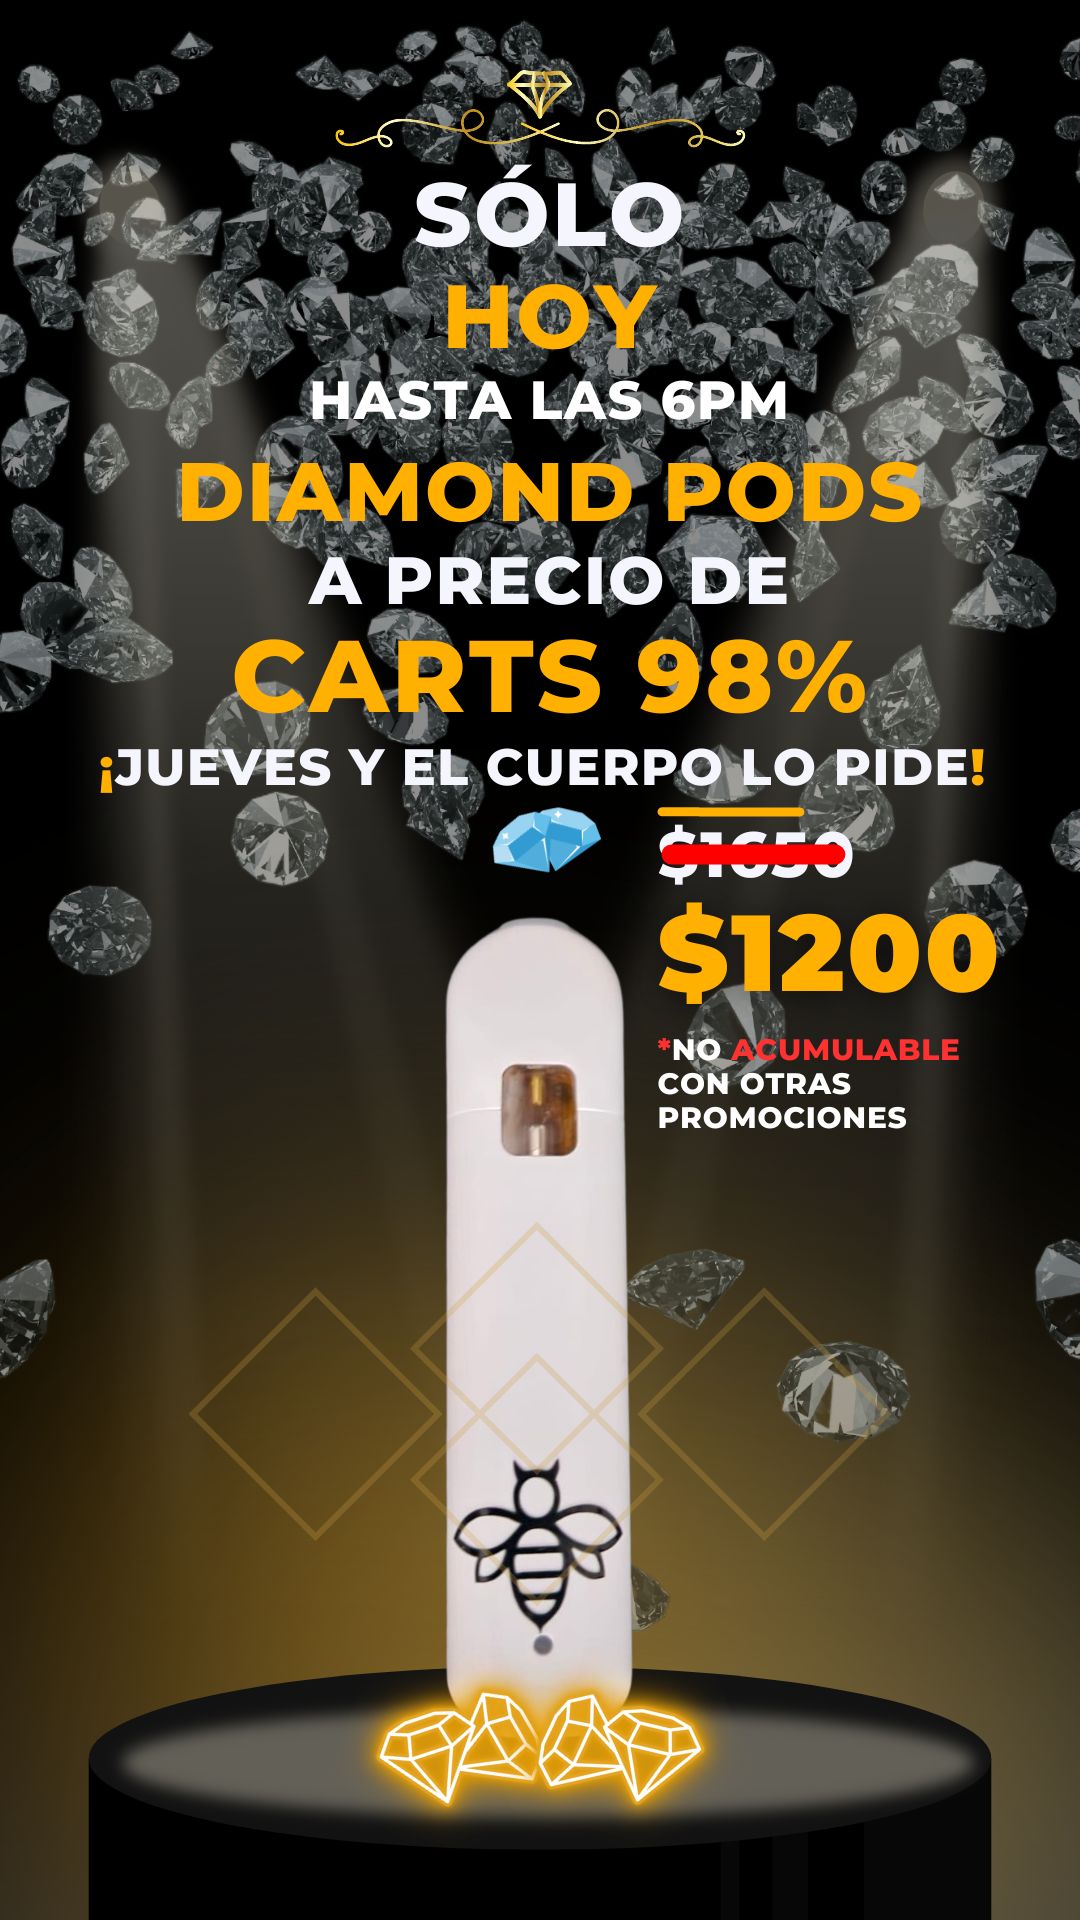 SÓLO
HOY
HASTA LAS 6PM
DIAMOND PODS
A PRECIO DE
CARTS 98%
¡JUEVES Y EL CUERPO LO PIDE!
$1650
$1200
*NO ACUMULABLE
CON OTRAS
PROMOCIONES